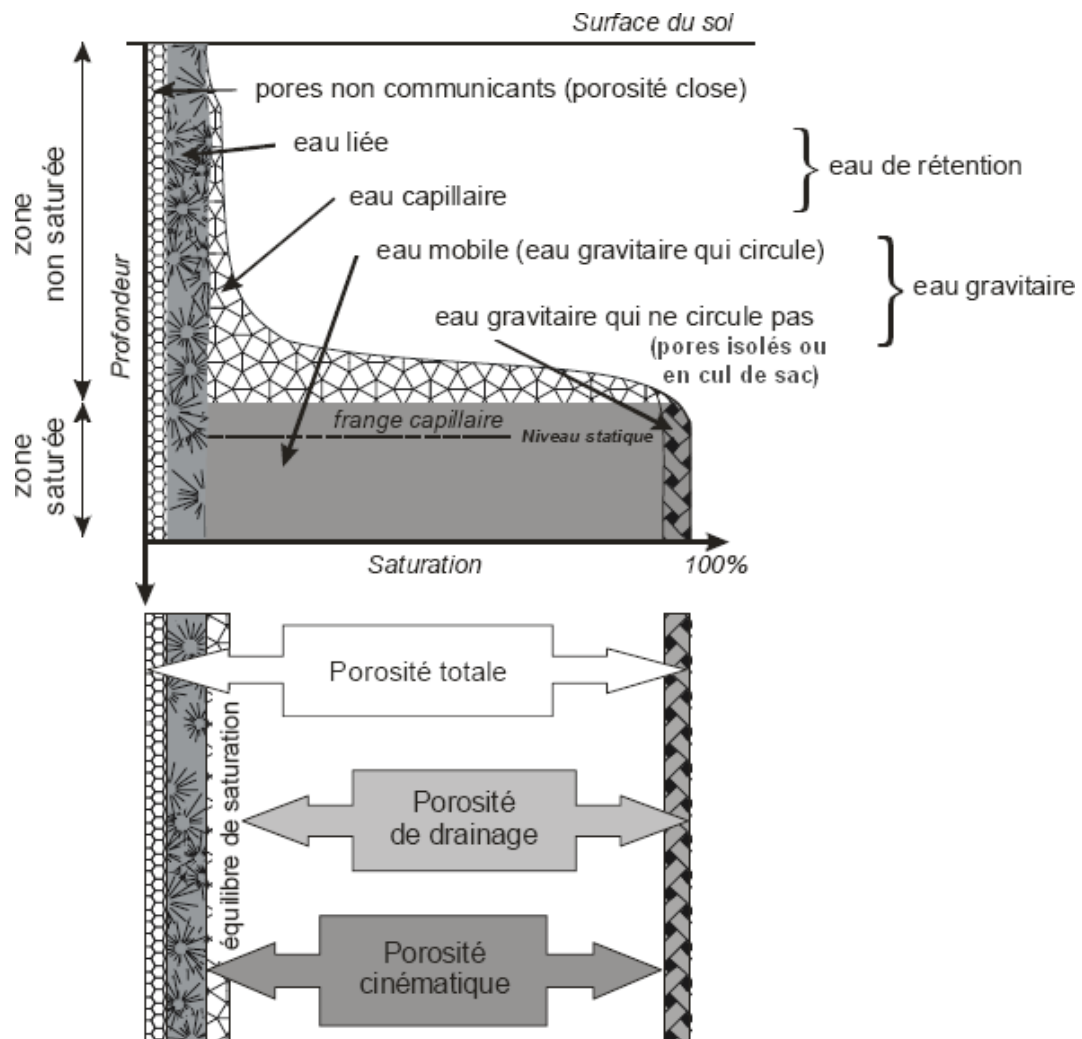 Surface du sol
pores non communicants (porosité close)
eau liée
eau de rétention
eau capillaire
eau mobile (eau gravitaire qui circule)
eau gravitaire
eau gravitaire qui ne circule pas
(pores isolés ou
en cul de sac)
zone
non saturée
Profondeur
frange capillaire
Niveau statique
zone
saturée
Saturation
100%
Porosité totale
équilibre de saturation
Porosité
de drainage
Porosité
cinématique